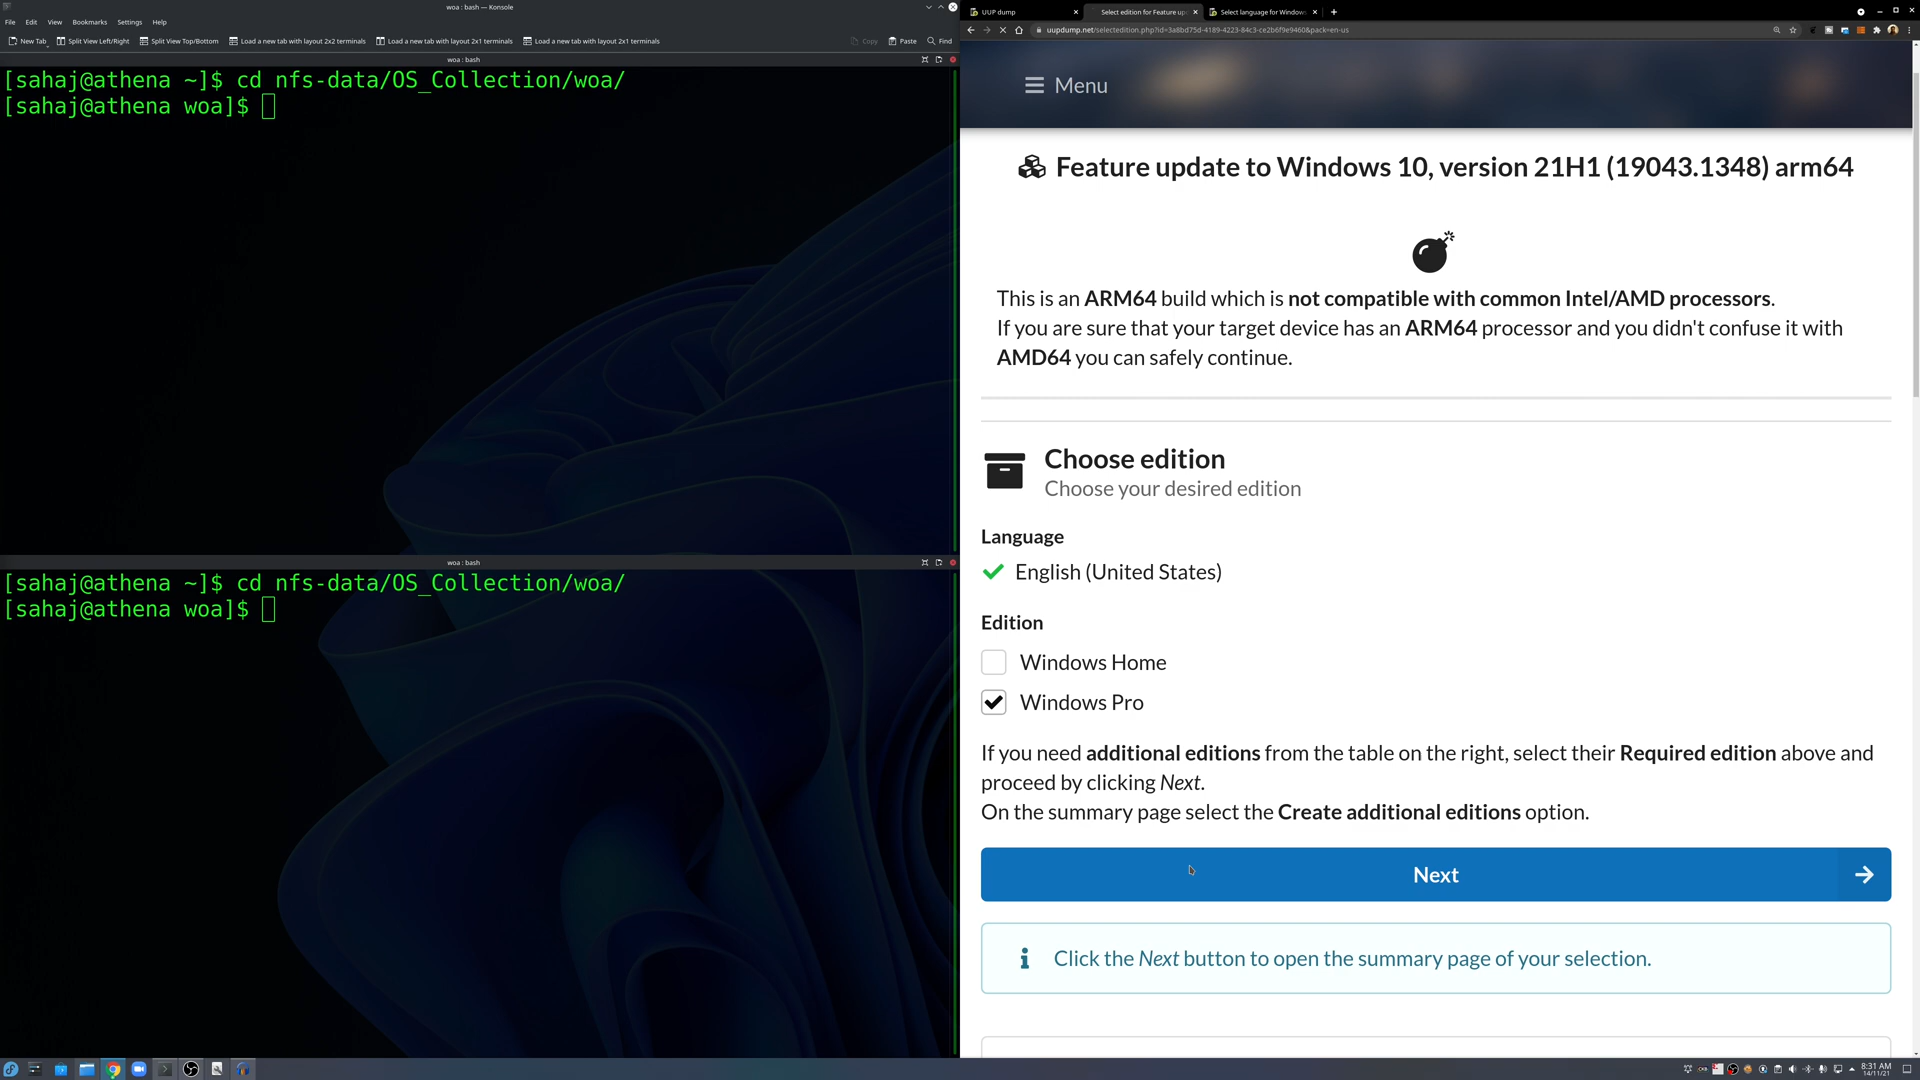 woa : bash — Konsole
File Edit View Bookmarks Settings Help
New Tab Split View Left/Right Split View Top/Bottom Load a new tab with layout 2x2 terminals Load a new tab with layout 2x1 terminals Load a new tab with layout 2x1 terminals Copy Paste Find
woa : bash
[sahaj@athena ~]$ cd nfs-data/OS_Collection/woa/
[sahaj@athena woa]$
woa : bash
[sahaj@athena ~]$ cd nfs-data/OS_Collection/woa/
[sahaj@athena woa]$
UUP dump
Select edition for Feature up
Select language for Window
uupdump.net/selectedition.php?id=3a8bd75d-4189-4223-84c3-ce2b6f9e9460&pack=en-us
Menu
Feature update to Windows 10, version 21H1 (19043.1348) arm64
This is an ARM64 build which is not compatible with common Intel/AMD processors.
If you are sure that your target device has an ARM64 processor and you didn't confuse it with
AMD64 you can safely continue.
Choose edition
Choose your desired edition
Language
English (United States)
Edition
Windows Home
Windows Pro
If you need additional editions from the table on the right, select their Required edition above and
proceed by clicking Next.
On the summary page select the Create additional editions option.
Next
Click the Next button to open the summary page of your selection.
8:31 AM
14/11/21